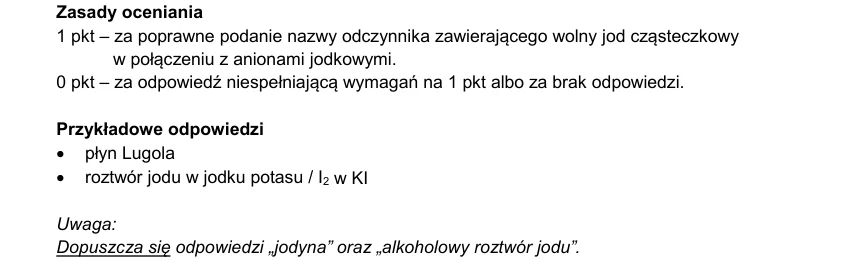 Zasady oceniania
1 pkt – za poprawne podanie nazwy odczynnika zawierającego wolny jod cząsteczkowy
w połączeniu z anionami jodkowymi.
0 pkt – za odpowiedź niespełniającą wymagań na 1 pkt albo za brak odpowiedzi.
Przykładowe odpowiedzi
• płyn Lugola
• roztwór jodu w jodku potasu / I₂ w KI
Uwaga:
Dopuszcza się odpowiedzi „jodyna” oraz „alkoholowy roztwór jodu”.